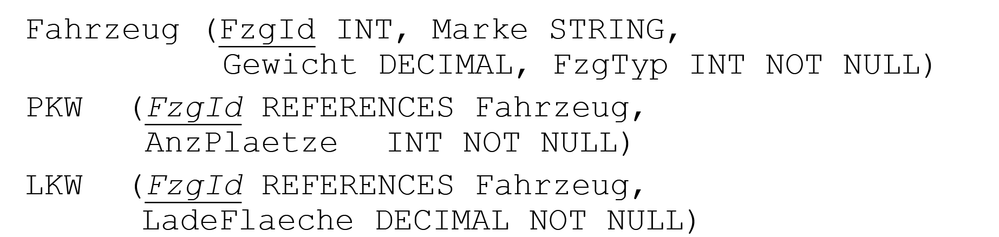 Fahrzeug (FzgId INT, Marke STRING,
Gewicht DECIMAL, FzgTyp INT NOT NULL)
PKW (FzgId REFERENCES Fahrzeug,
AnzPlaetze INT NOT NULL)
LKW (FzgId REFERENCES Fahrzeug,
LadeFlaeche DECIMAL NOT NULL)